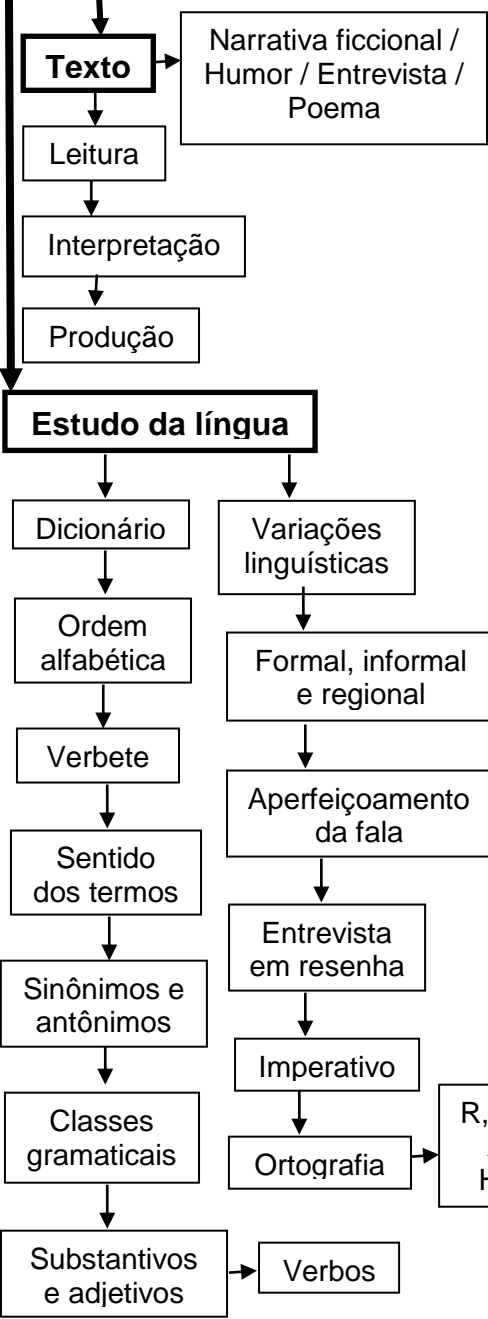 Texto
Narrativa ficcional /
Humor / Entrevista /
Poema
Leitura
Interpretação
Produção
Estudo da língua
Dicionário
Ordem
alfabética
Verbete
Sentido
dos termos
Sinônimos e
antônimos
Classes
gramaticais
Substantivos
e adjetivos
Verbos
Variações
linguísticas
Formal, informal
e regional
Aperfeiçoamento
da fala
Entrevista
em resenha
Imperativo
Ortografia
R,
H